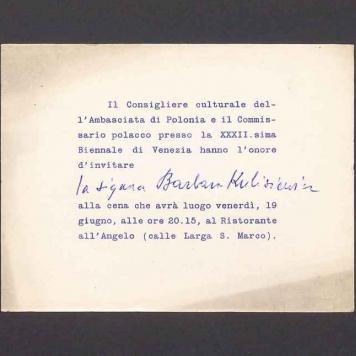 Il Consigliere culturale del-
l'Ambasciata di Polonia e il Commis-
sario polacco presso la XXXII.sima
Biennale di Venezia hanno l'onore
d'invitare
la signora Barbara Kulisiewicz
alla cena che avrà luogo venerdì, 19
giugno, alle ore 20.15, al Ristorante
all'Angelo (calle Larga S. Marco).